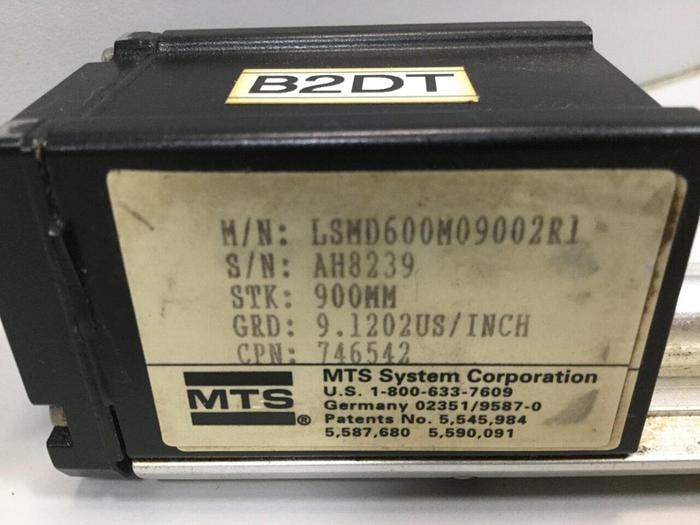 B2DT
M/N: LSMD600M09002R1
S/N: AH8239
STK: 900MM
GRD: 9.1202US/INCH
CPN: 746542
MTS®
MTS System Corporation
U.S. 1-800-633-7609
Germany 02351/9587-0
Patents No. 5,545,984
5,587,680 5,590,091